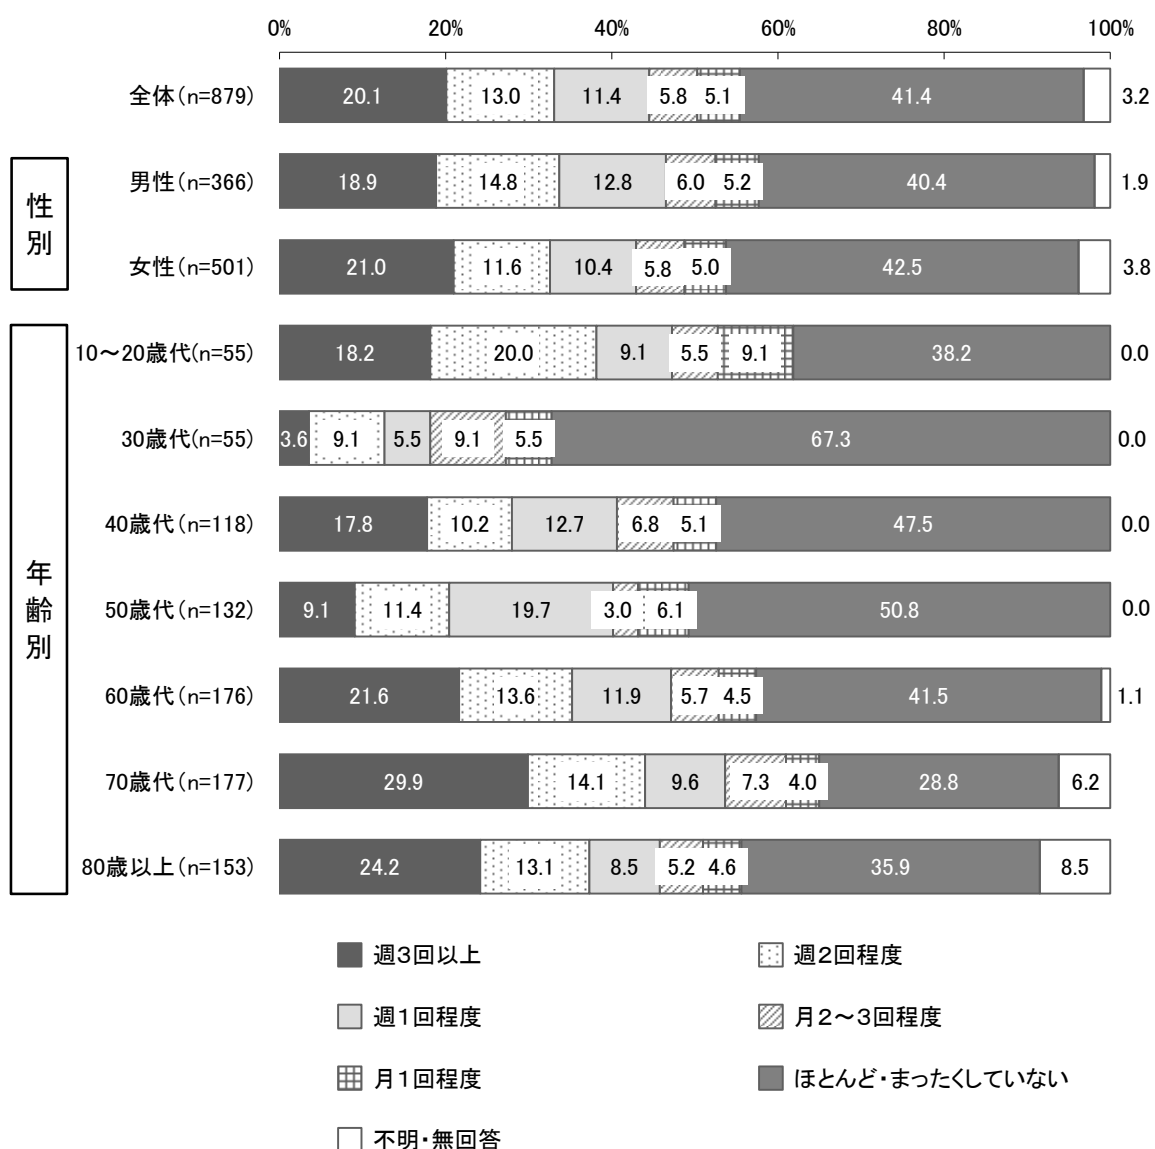 0% 20% 40% 60% 80% 100%
全体(n=879) 20.1 13.0 11.4 5.8 5.1 41.4 3.2
性別
男性(n=366) 18.9 14.8 12.8 6.0 5.2 40.4 1.9
女性(n=501) 21.0 11.6 10.4 5.8 5.0 42.5 3.8
年齢別
10～20歳代(n=55) 18.2 20.0 9.1 5.5 9.1 38.2 0.0
30歳代(n=55) 3.6 9.1 5.5 9.1 5.5 67.3 0.0
40歳代(n=118) 17.8 10.2 12.7 6.8 5.1 47.5 0.0
50歳代(n=132) 9.1 11.4 19.7 3.0 6.1 50.8 0.0
60歳代(n=176) 21.6 13.6 11.9 5.7 4.5 41.5 1.1
70歳代(n=177) 29.9 14.1 9.6 7.3 4.0 28.8 6.2
80歳以上(n=153) 24.2 13.1 8.5 5.2 4.6 35.9 8.5
週３回以上 週２回程度
週１回程度 月２～３回程度
月１回程度 ほとんど・まったくしていない
不明・無回答